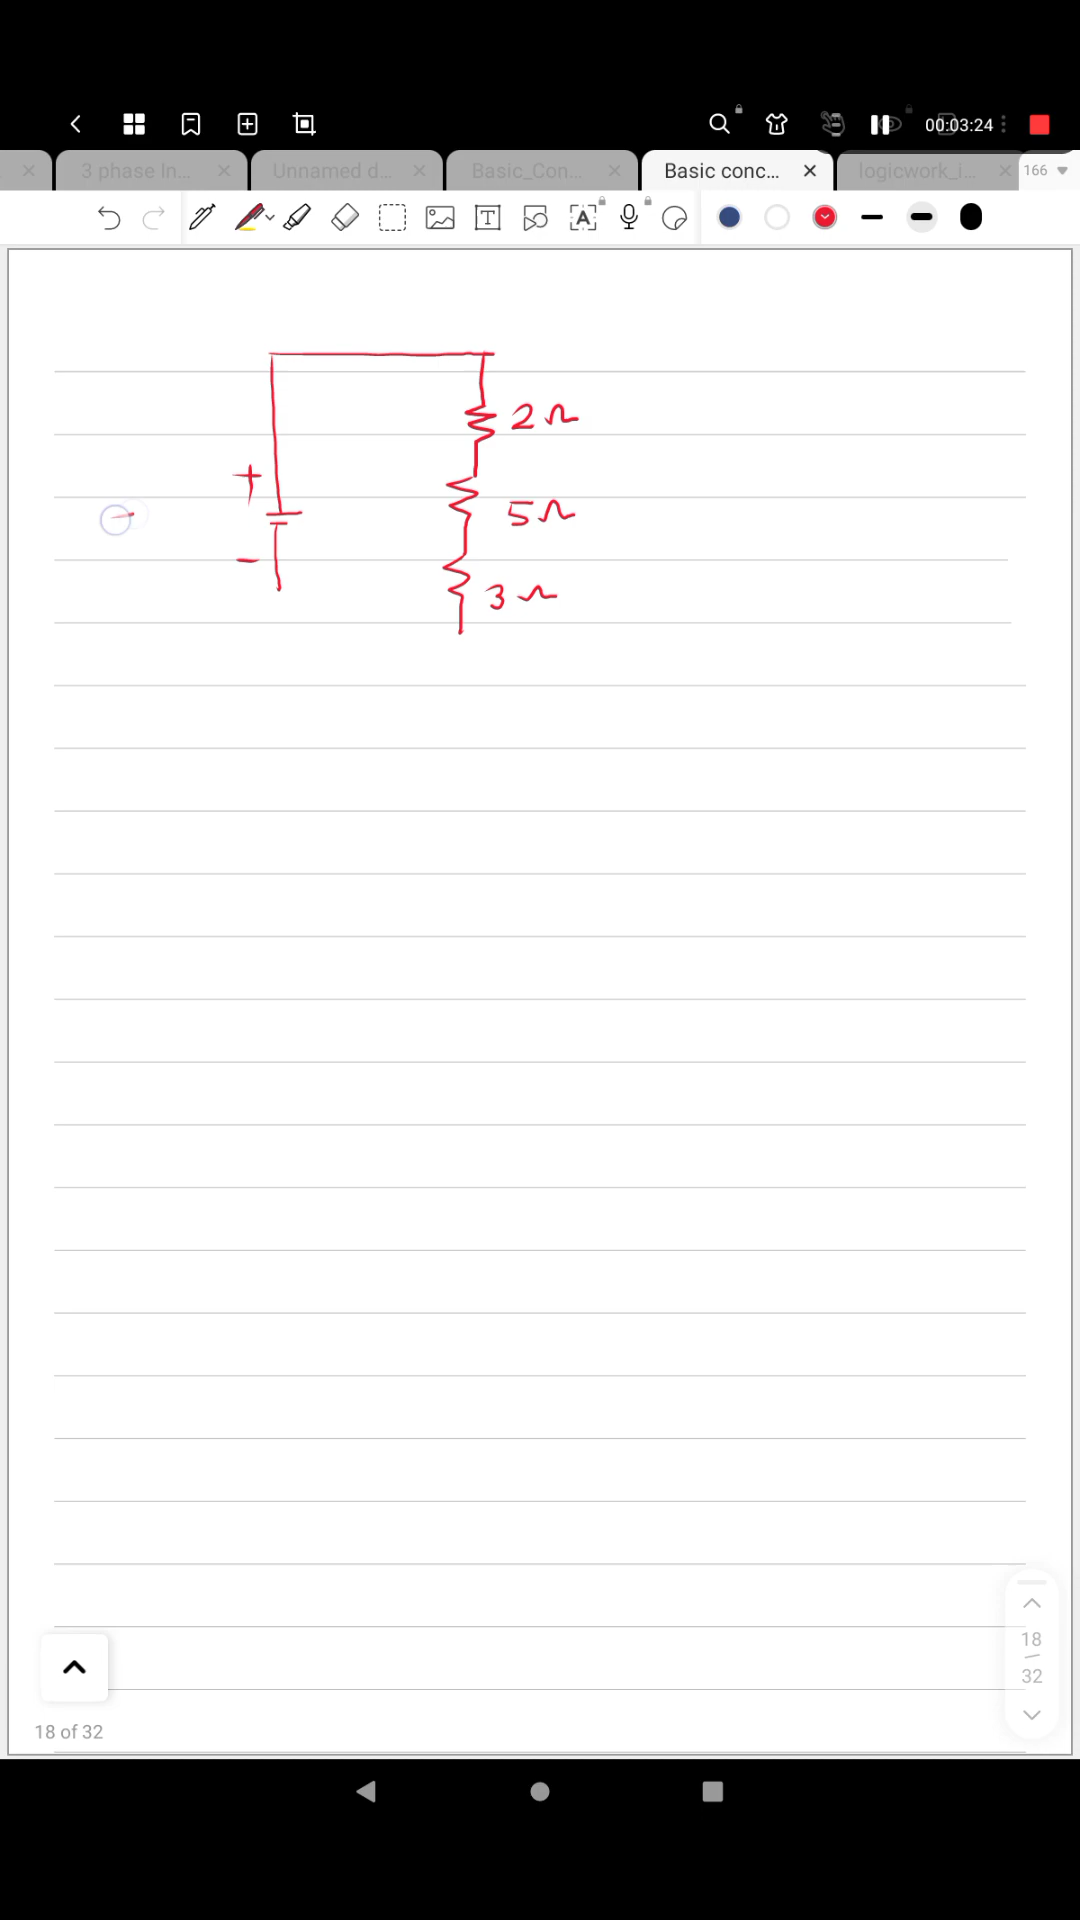 00:03:24
3 phase In...
Unnamed d...
Basic_Con...
Basic conc...
logicwork_i...
166
T
A
2Ω
+
5Ω
-
3Ω
18
32
18 of 32